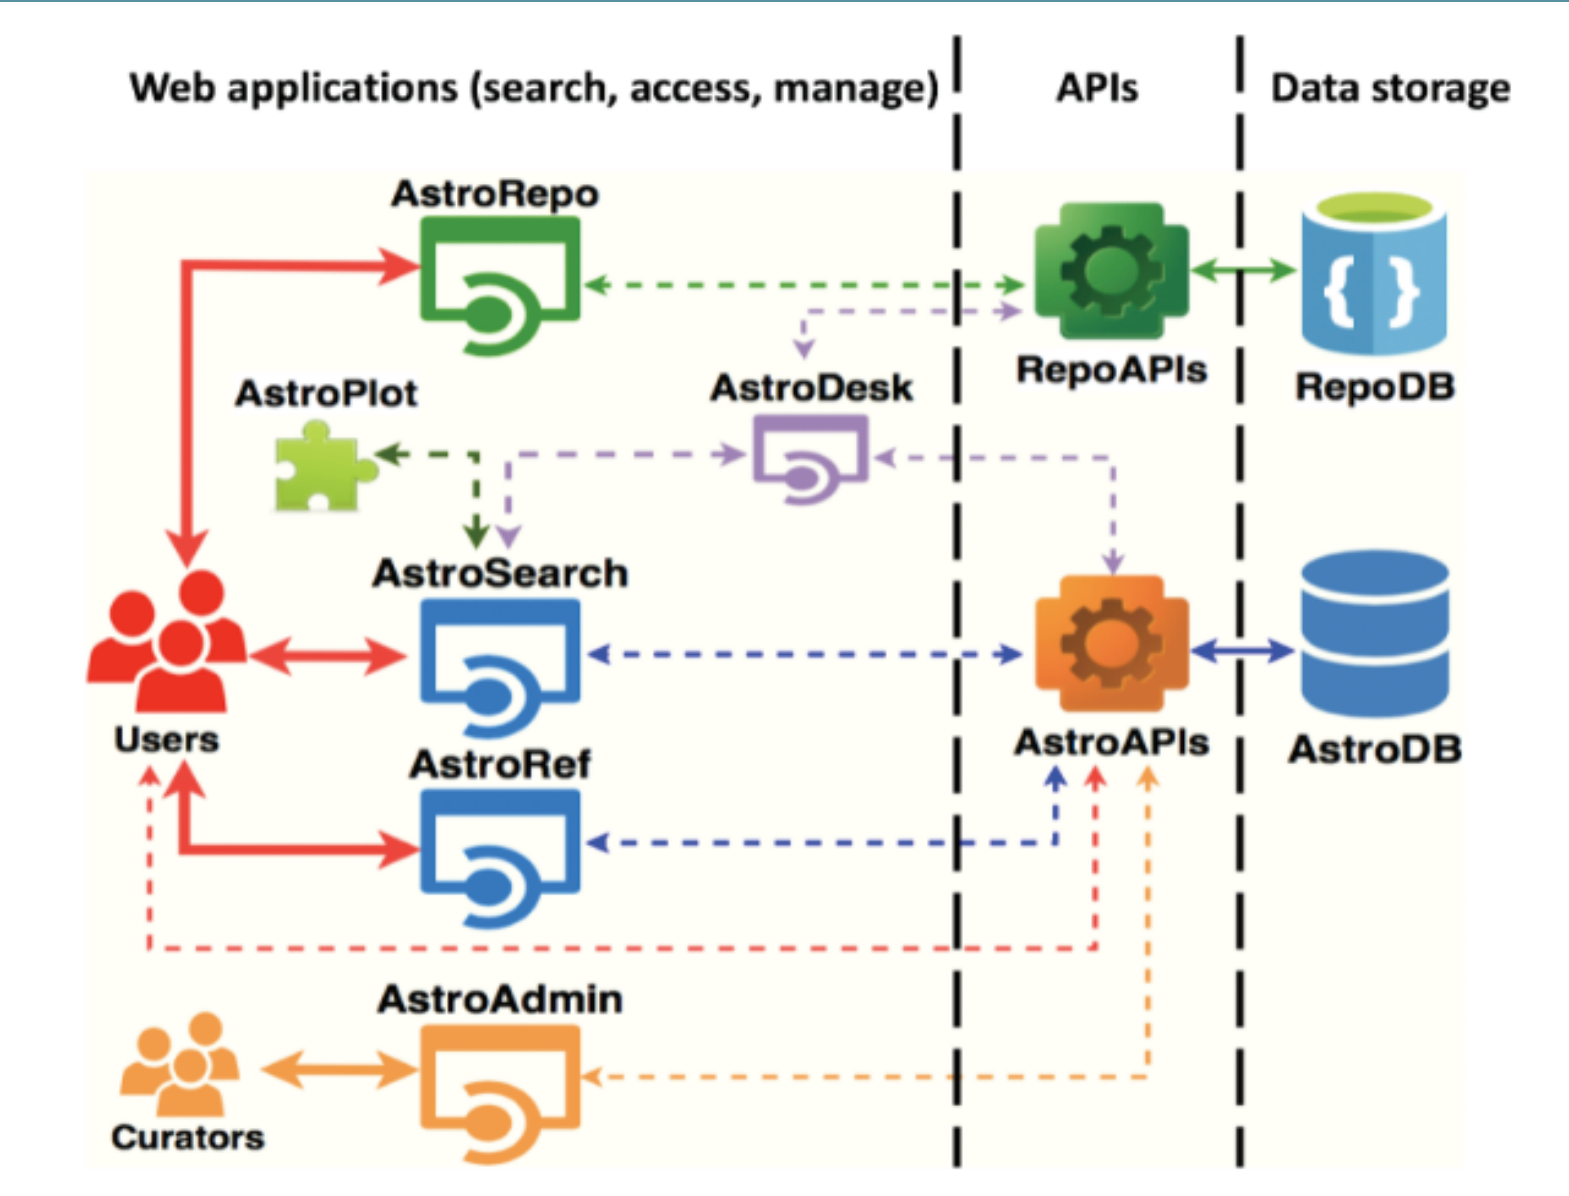 Web applications (search, access, manage)
APIs
Data storage
AstroRepo
AstroPlot
AstroDesk
RepoAPIs
RepoDB
{ }
AstroSearch
Users
AstroRef
AstroAPIs
AstroDB
AstroAdmin
Curators